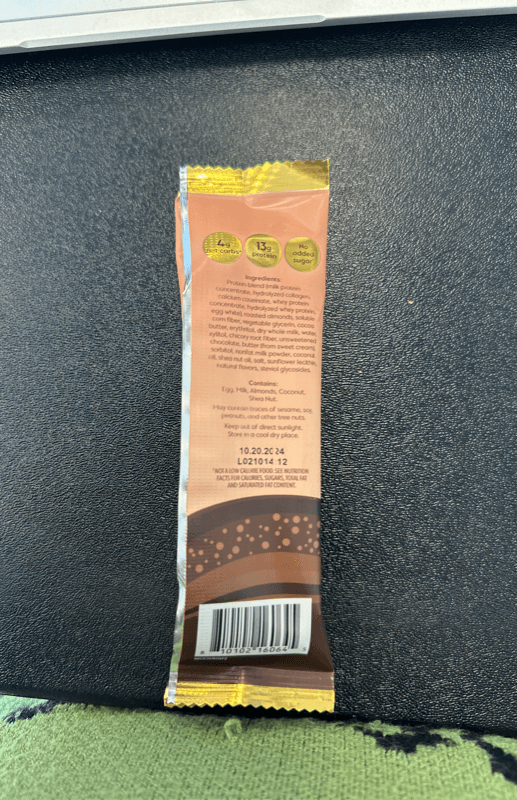 4g
net carbs*
13g
protein
No
added
sugar
Ingredients:
Protein blend (milk protein
concentrate, hydrolyzed collagen,
calcium caseinate, whey protein
concentrate, hydrolyzed whey protein,
egg white), roasted almonds, soluble
corn fiber, vegetable glycerin, cocoa
butter, erythritol, dry whole milk, water,
xylitol, chicory root fiber, unsweetened
chocolate, butter (from sweet cream),
sorbitol, nonfat milk powder, coconut
oil, shea nut oil, salt, sunflower lecithin,
natural flavors, steviol glycosides.
Contains:
Egg, Milk, Almonds, Coconut,
Shea Nut.
May contain traces of sesame, soy,
peanuts, and other tree nuts.
Keep out of direct sunlight.
Store in a cool dry place.
10.20.2024
L021014 12
*NOT A LOW CALORIE FOOD. SEE NUTRITION
FACTS FOR CALORIES, SUGARS, TOTAL FAT
AND SATURATED FAT CONTENT.
6 10102 16064 5